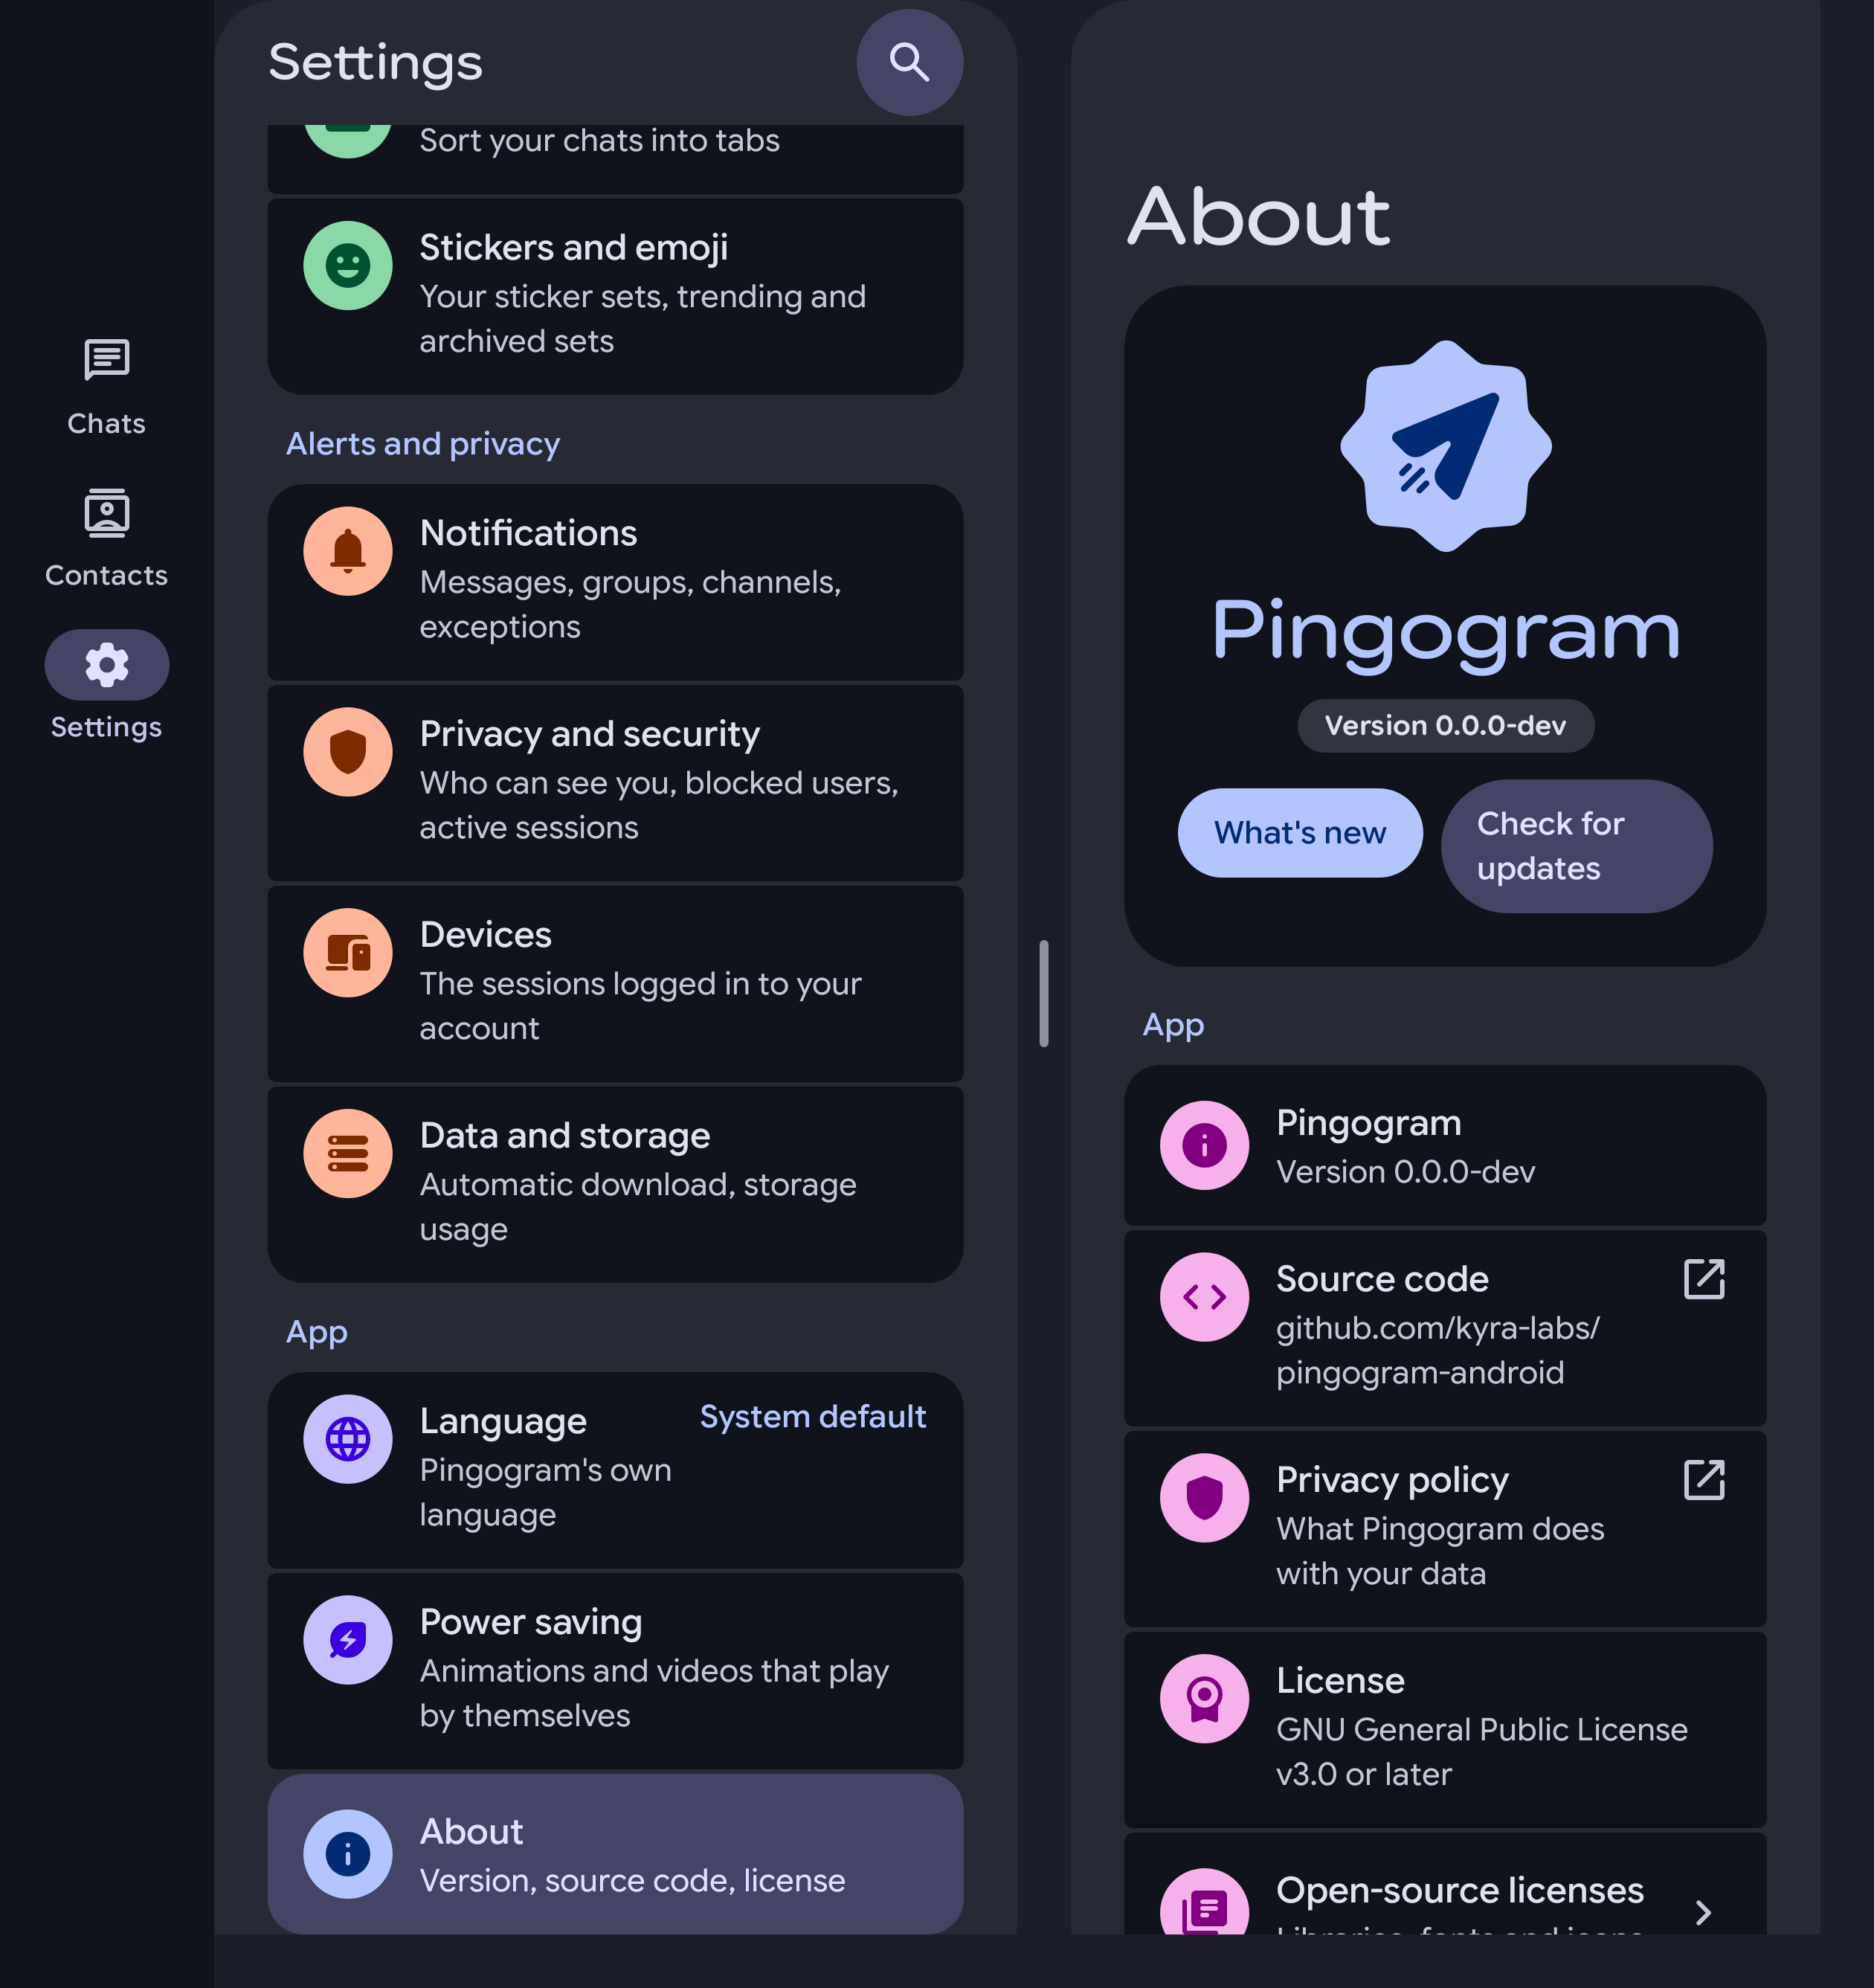 Chats
Contacts
Settings
Settings
Sort your chats into tabs
Stickers and emoji
Your sticker sets, trending and
archived sets
Alerts and privacy
Notifications
Messages, groups, channels,
exceptions
Privacy and security
Who can see you, blocked users,
active sessions
Devices
The sessions logged in to your
account
Data and storage
Automatic download, storage
usage
App
Language
System default
Pingogram's own
language
Power saving
Animations and videos that play
by themselves
About
Version, source code, license
About
Pingogram
Version 0.0.0-dev
What's new
Check for
updates
App
Pingogram
Version 0.0.0-dev
Source code
github.com/kyra-labs/
pingogram-android
Privacy policy
What Pingogram does
with your data
License
GNU General Public License
v3.0 or later
Open-source licenses
Libraries, fonts and icons